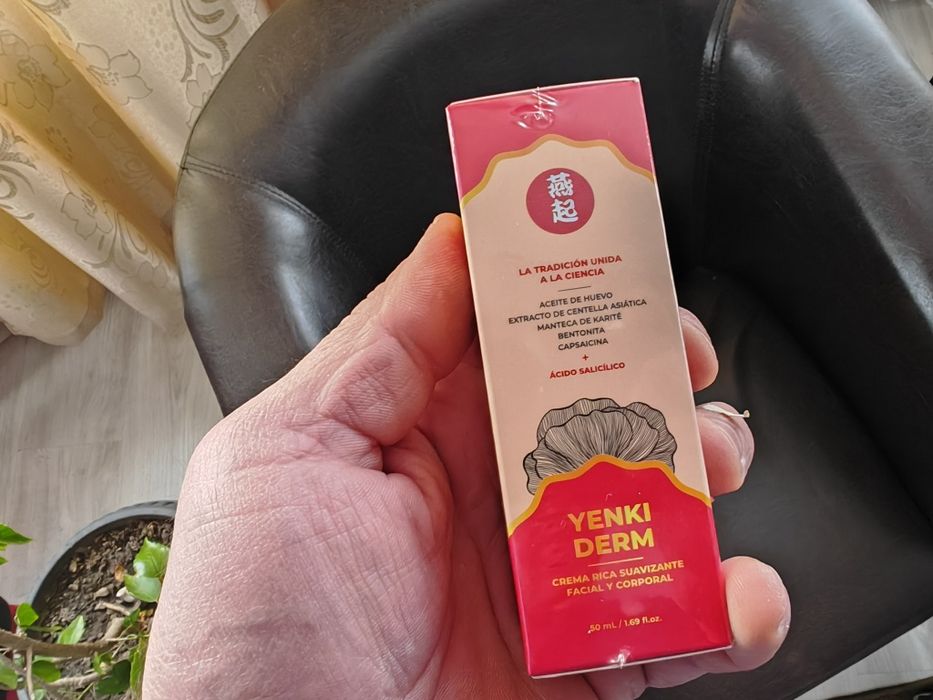 燕
起
LA TRADICIÓN UNIDA
A LA CIENCIA
ACEITE DE HUEVO
EXTRACTO DE CENTELLA ASIÁTICA
MANTECA DE KARITÉ
BENTONITA
CAPSAICINA
+
ÁCIDO SALICÍLICO
YENKI
DERM
CREMA RICA SUAVIZANTE
FACIAL Y CORPORAL
50 mL / 1.69 fl.oz.